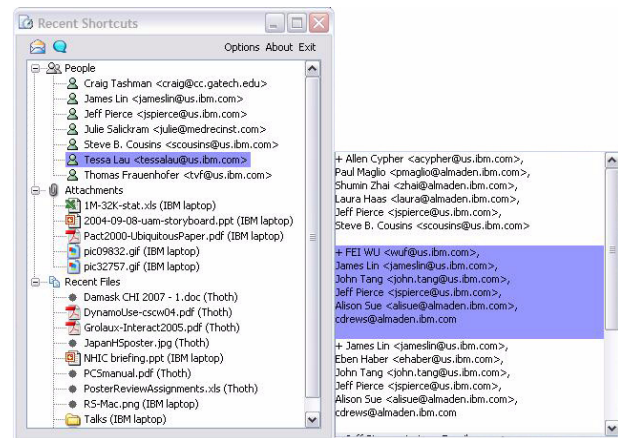 Recent Shortcuts
Options About Exit
People
Craig Tashman <craig@cc.gatech.edu>
James Lin <jameslin@us.ibm.com>
Jeff Pierce <jspierce@us.ibm.com>
Julie Salickram <julie@medrecinst.com>
Steve B. Cousins <scousins@us.ibm.com>
Tessa Lau <tessalau@us.ibm.com>
Thomas Frauenhofer <tvf@us.ibm.com>
Attachments
1M-32K-stat.xls (IBM laptop)
2004-09-08-uam-storyboard.ppt (IBM laptop)
Pact2000-UbiquitousPaper.pdf (IBM laptop)
pic09832.gif (IBM laptop)
pic32757.gif (IBM laptop)
Recent Files
Damask CHI 2007 - 1.doc (Thoth)
DynamoUse-cscw04.pdf (Thoth)
Grolaux-Interact2005.pdf (Thoth)
JapanHSposter.jpg (Thoth)
NHIC briefing.ppt (IBM laptop)
PCSmanual.pdf (Thoth)
PosterReviewAssignments.xls (Thoth)
RS-Mac.png (IBM laptop)
Talks (IBM laptop)
+ Allen Cypher <acypher@us.ibm.com>,
Paul Maglio <pmaglio@almaden.ibm.com>,
Shumin Zhai <zhai@almaden.ibm.com>,
Laura Haas <laura@almaden.ibm.com>,
Jeff Pierce <jspierce@us.ibm.com>,
Steve B. Cousins <scousins@us.ibm.com>
+ FEI WU <wuf@us.ibm.com>,
James Lin <jameslin@us.ibm.com>,
John Tang <john.tang@us.ibm.com>,
Jeff Pierce <jspierce@us.ibm.com>,
Alison Sue <alisue@us.ibm.com>,
cdrews@almaden.ibm.com
+ James Lin <jameslin@us.ibm.com>,
Eben Haber <ehaber@us.ibm.com>,
John Tang <john.tang@us.ibm.com>,
Jeff Pierce <jspierce@us.ibm.com>,
Alison Sue <alisue@us.ibm.com>,
cdrews@almaden.ibm.com